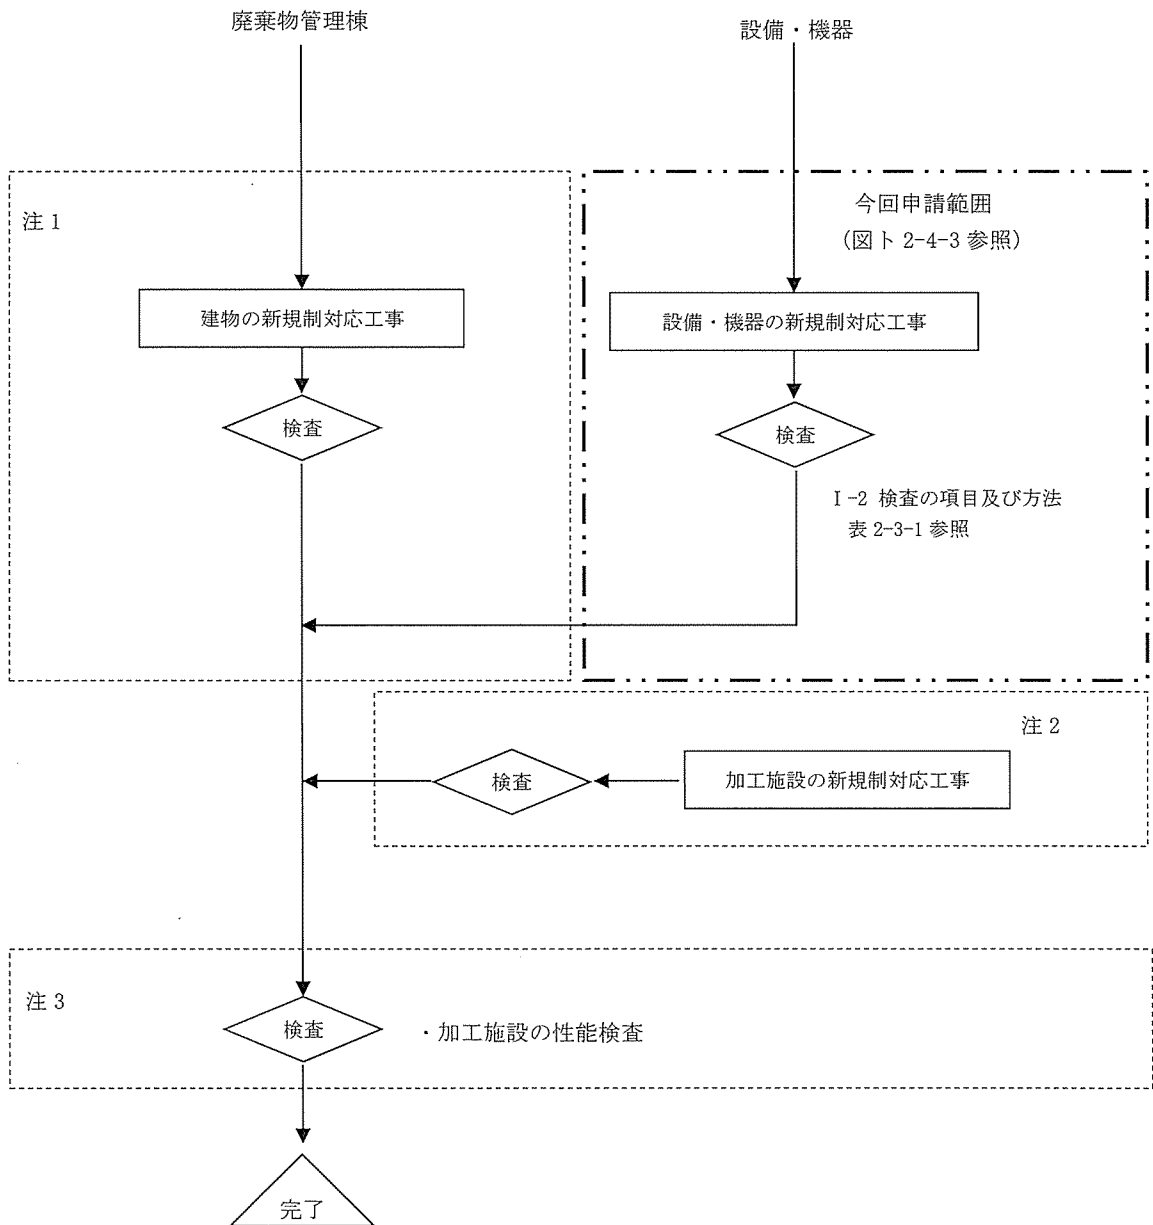 廃棄物管理棟
設備・機器
注1
今回申請範囲
(図ト 2-4-3 参照)
建物の新規制対応工事
設備・機器の新規制対応工事
検査
検査
Ⅰ-2 検査の項目及び方法
表 2-3-1 参照
注2
検査
加工施設の新規制対応工事
注3
検査
・加工施設の性能検査
完了